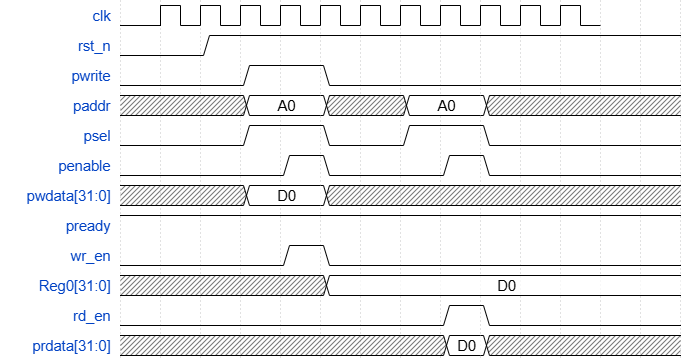 clk
rst_n
pwrite
paddr A0 A0
psel
penable
pwdata[31:0] D0
pready
wr_en
Reg0[31:0] D0
rd_en
prdata[31:0] D0